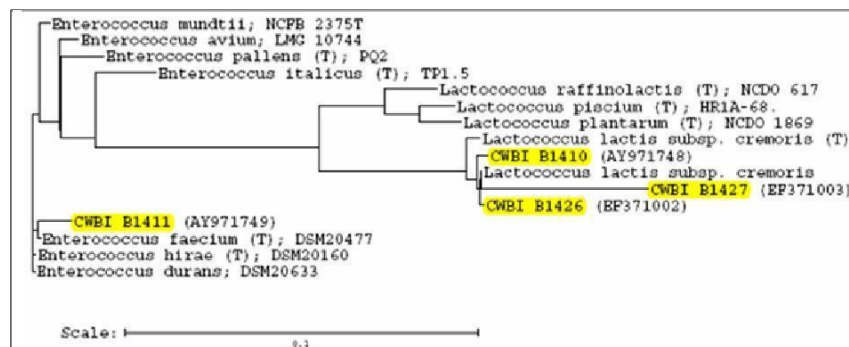 Enterococcus mundtii; NCFB 2375T
Enterococcus avium; LMG 10744
Enterococcus pallens (T); PQ2
Enterococcus italicus (T); TP1.5
Lactococcus raffinolactis (T); NCDO 617
Lactococcus piscium (T); HR1A-68.
Lactococcus plantarum (T); NCDO 1869
Lactococcus lactis subsp. cremoris (T)
CWBI B1410 (AY971748)
Lactococcus lactis subsp. cremoris
CWBI B1427 (EF371003)
CWBI B1426 (EF371002)
CWBI B1411 (AY971749)
Enterococcus faecium (T); DSM20477
Enterococcus hirae (T); DSM20160
Enterococcus durans; DSM20633
Scale:
0.1